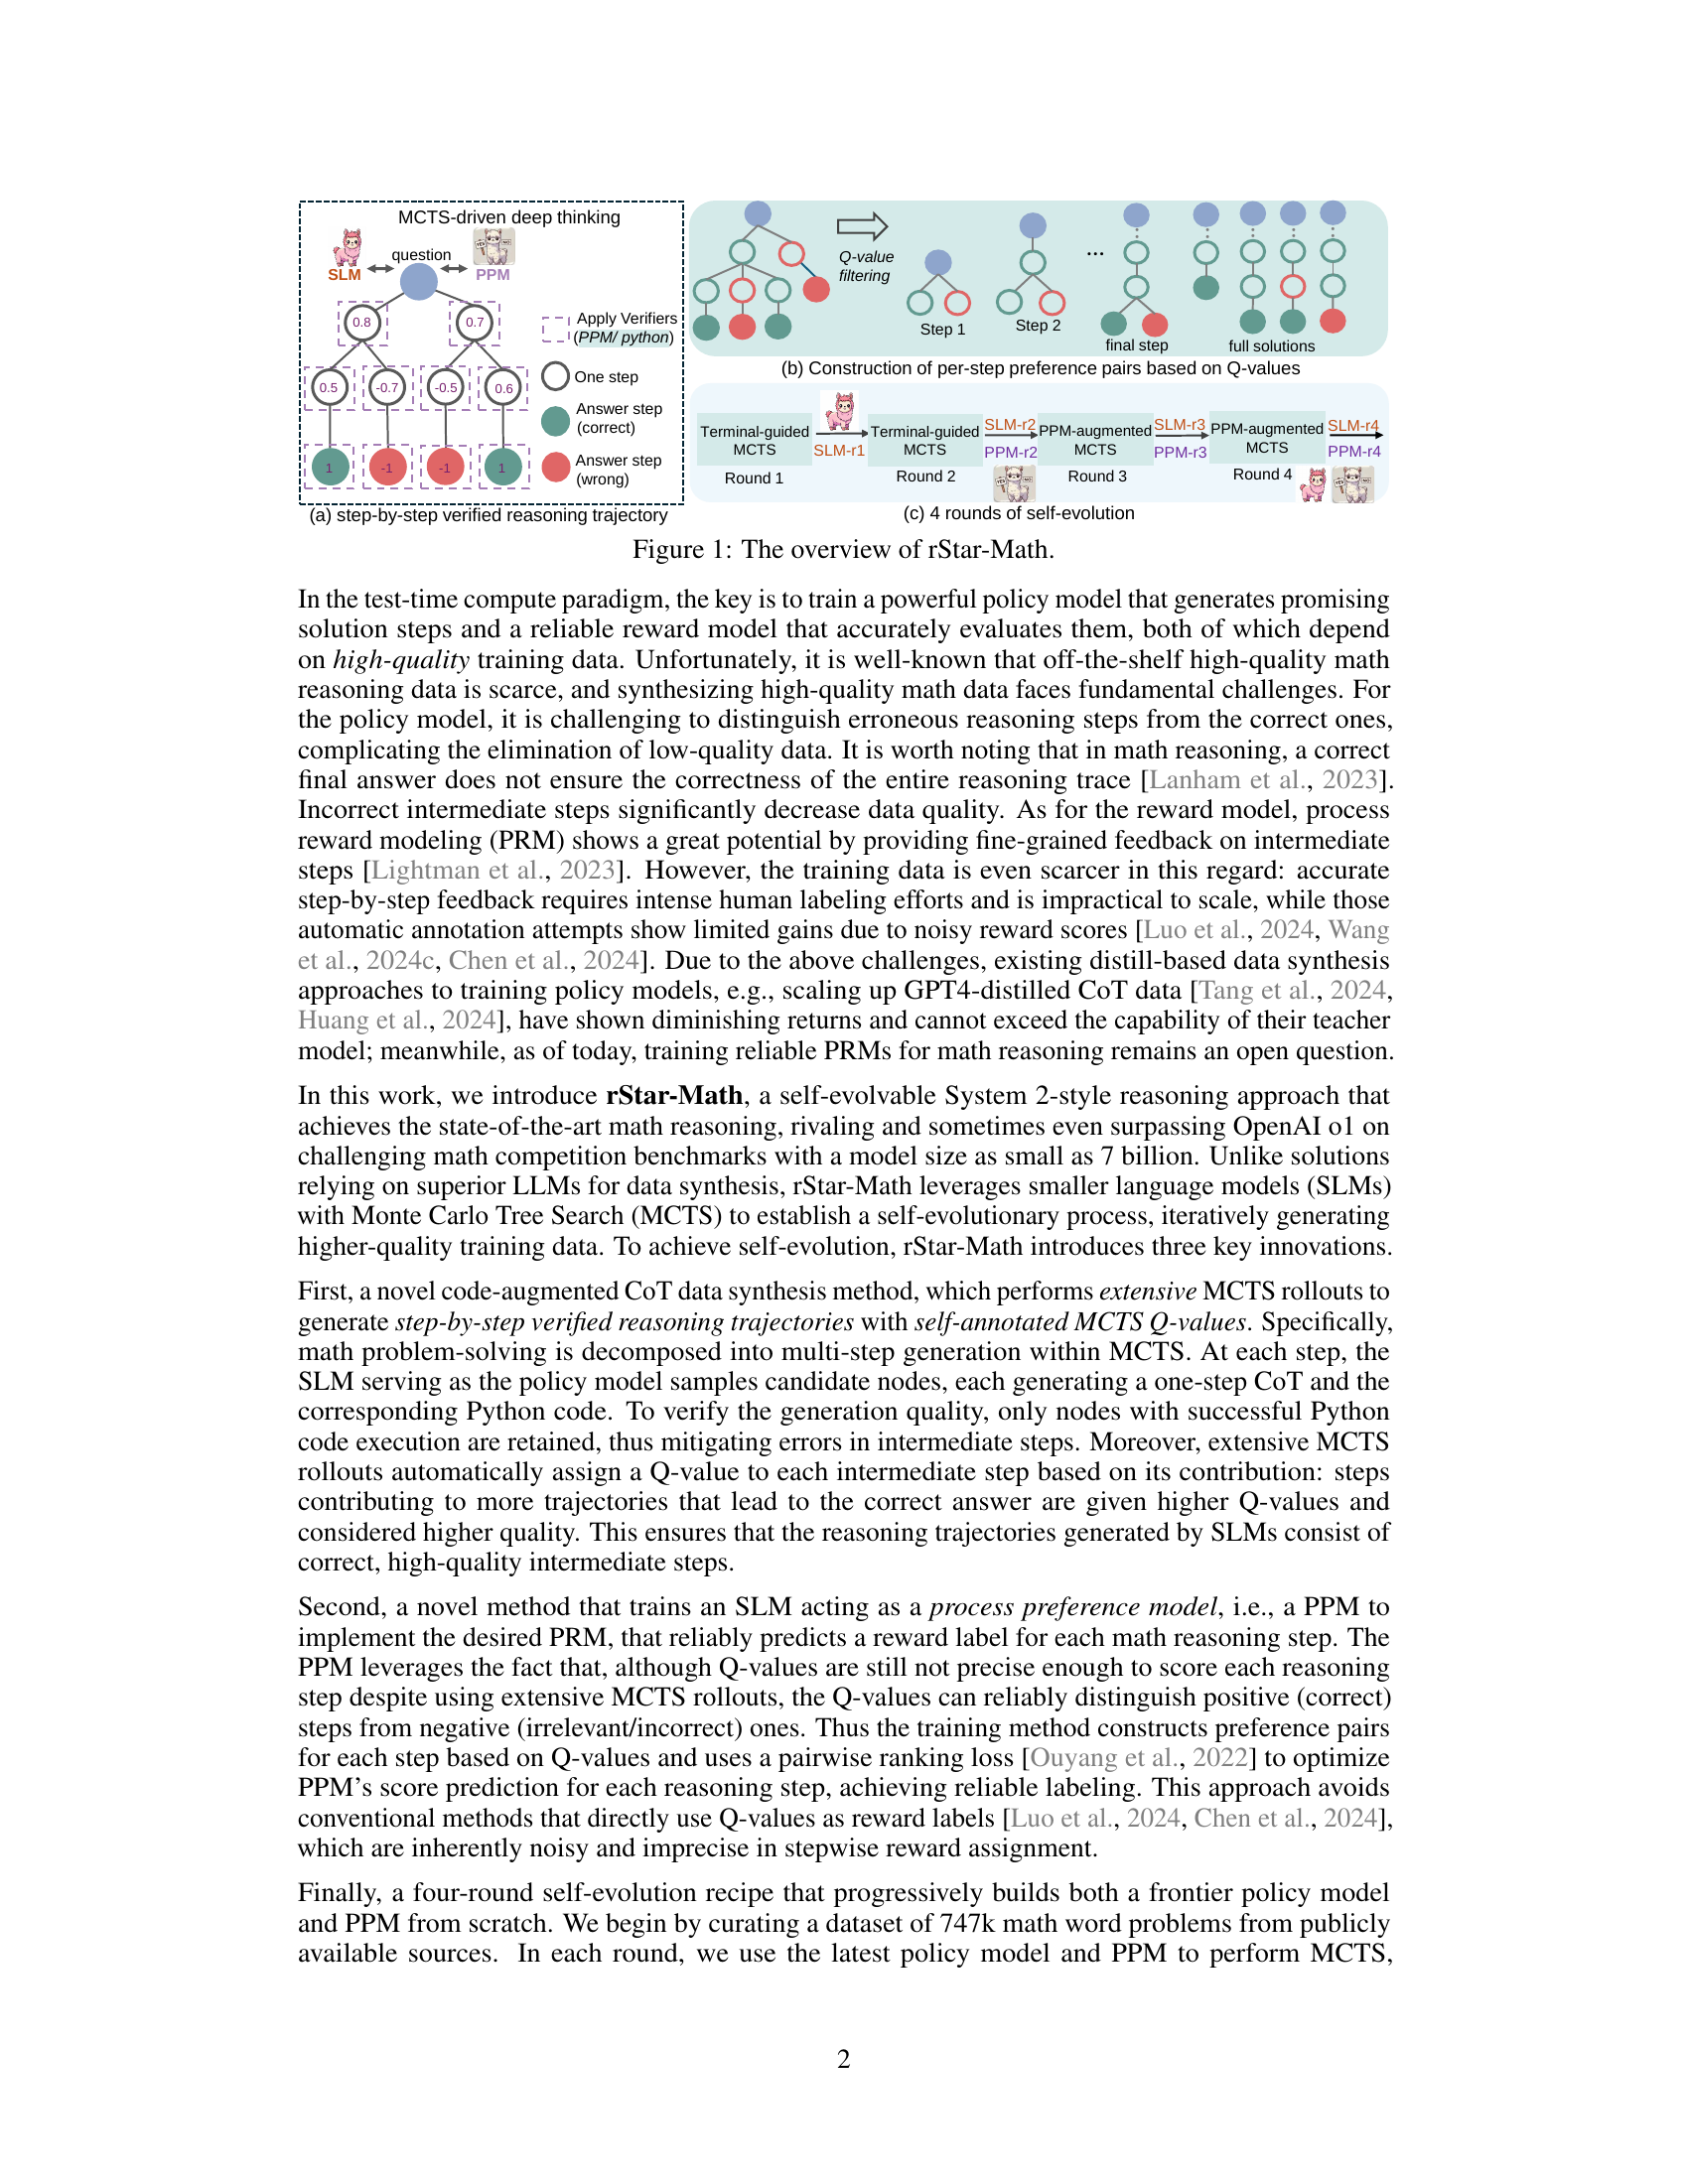 MCTS-driven deep thinking
question
SLM
PPM
0.8
0.7
0.5
-0.7
-0.5
0.6
1
-1
-1
1
Apply Verifiers
(PPM/ python)
One step
Answer step
(correct)
Answer step
(wrong)
(a) step-by-step verified reasoning trajectory
Q-value
filtering
Step 1
Step 2
...
final step
full solutions
(b) Construction of per-step preference pairs based on Q-values
Terminal-guided
MCTS
Round 1
SLM-r1
Terminal-guided
MCTS
Round 2
SLM-r2
PPM-r2
PPM-augmented
MCTS
Round 3
SLM-r3
PPM-r3
PPM-augmented
MCTS
Round 4
SLM-r4
PPM-r4
(c) 4 rounds of self-evolution
Figure 1: The overview of rStar-Math.
In the test-time compute paradigm, the key is to train a powerful policy model that generates promising
solution steps and a reliable reward model that accurately evaluates them, both of which depend
on high-quality training data. Unfortunately, it is well-known that off-the-shelf high-quality math
reasoning data is scarce, and synthesizing high-quality math data faces fundamental challenges. For
the policy model, it is challenging to distinguish erroneous reasoning steps from the correct ones,
complicating the elimination of low-quality data. It is worth noting that in math reasoning, a correct
final answer does not ensure the correctness of the entire reasoning trace [Lanham et al., 2023].
Incorrect intermediate steps significantly decrease data quality. As for the reward model, process
reward modeling (PRM) shows a great potential by providing fine-grained feedback on intermediate
steps [Lightman et al., 2023]. However, the training data is even scarcer in this regard: accurate
step-by-step feedback requires intense human labeling efforts and is impractical to scale, while those
automatic annotation attempts show limited gains due to noisy reward scores [Luo et al., 2024, Wang
et al., 2024c, Chen et al., 2024]. Due to the above challenges, existing distill-based data synthesis
approaches to training policy models, e.g., scaling up GPT4-distilled CoT data [Tang et al., 2024,
Huang et al., 2024], have shown diminishing returns and cannot exceed the capability of their teacher
model; meanwhile, as of today, training reliable PRMs for math reasoning remains an open question.
In this work, we introduce rStar-Math, a self-evolvable System 2-style reasoning approach that
achieves the state-of-the-art math reasoning, rivaling and sometimes even surpassing OpenAI o1 on
challenging math competition benchmarks with a model size as small as 7 billion. Unlike solutions
relying on superior LLMs for data synthesis, rStar-Math leverages smaller language models (SLMs)
with Monte Carlo Tree Search (MCTS) to establish a self-evolutionary process, iteratively generating
higher-quality training data. To achieve self-evolution, rStar-Math introduces three key innovations.
First, a novel code-augmented CoT data synthesis method, which performs extensive MCTS rollouts to
generate step-by-step verified reasoning trajectories with self-annotated MCTS Q-values. Specifically,
math problem-solving is decomposed into multi-step generation within MCTS. At each step, the
SLM serving as the policy model samples candidate nodes, each generating a one-step CoT and the
corresponding Python code. To verify the generation quality, only nodes with successful Python
code execution are retained, thus mitigating errors in intermediate steps. Moreover, extensive MCTS
rollouts automatically assign a Q-value to each intermediate step based on its contribution: steps
contributing to more trajectories that lead to the correct answer are given higher Q-values and
considered higher quality. This ensures that the reasoning trajectories generated by SLMs consist of
correct, high-quality intermediate steps.
Second, a novel method that trains an SLM acting as a process preference model, i.e., a PPM to
implement the desired PRM, that reliably predicts a reward label for each math reasoning step. The
PPM leverages the fact that, although Q-values are still not precise enough to score each reasoning
step despite using extensive MCTS rollouts, the Q-values can reliably distinguish positive (correct)
steps from negative (irrelevant/incorrect) ones. Thus the training method constructs preference pairs
for each step based on Q-values and uses a pairwise ranking loss [Ouyang et al., 2022] to optimize
PPM's score prediction for each reasoning step, achieving reliable labeling. This approach avoids
conventional methods that directly use Q-values as reward labels [Luo et al., 2024, Chen et al., 2024],
which are inherently noisy and imprecise in stepwise reward assignment.
Finally, a four-round self-evolution recipe that progressively builds both a frontier policy model
and PPM from scratch. We begin by curating a dataset of 747k math word problems from publicly
available sources. In each round, we use the latest policy model and PPM to perform MCTS,
2